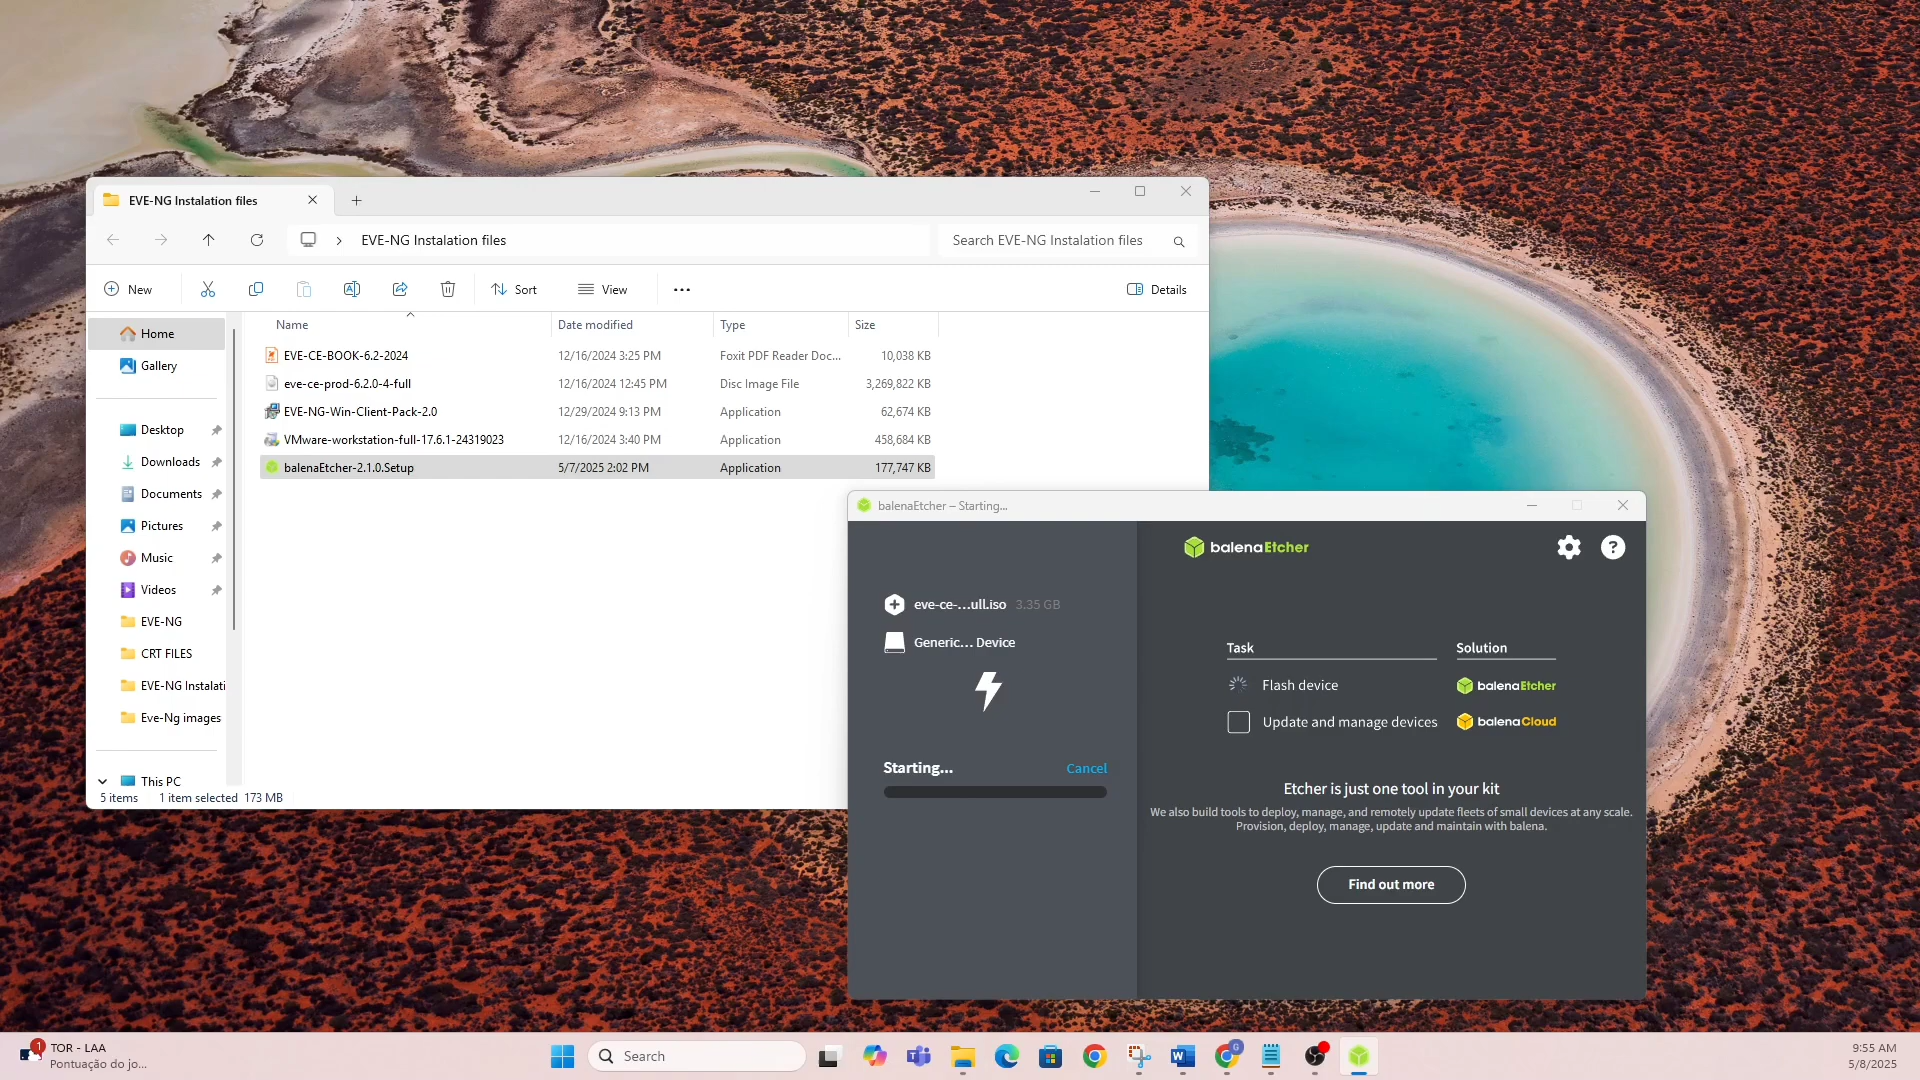 EVE-NG Instalation files
EVE-NG Instalation files
Search EVE-NG Instalation files
New
Sort
View
Details
Name Date modified Type Size
Home
Gallery
Desktop
Downloads
Documents
Pictures
Music
Videos
EVE-NG
CRT FILES
EVE-NG Instalati
Eve-Ng images
This PC
EVE-CE-BOOK-6.2-2024 12/16/2024 3:25 PM Foxit PDF Reader Doc... 10,038 KB
eve-ce-prod-6.2.0-4-full 12/16/2024 12:45 PM Disc Image File 3,269,822 KB
EVE-NG-Win-Client-Pack-2.0 12/29/2024 9:13 PM Application 62,674 KB
VMware-workstation-full-17.6.1-24319023 12/16/2024 3:40 PM Application 458,684 KB
balenaEtcher-2.1.0.Setup 5/7/2025 2:02 PM Application 177,747 KB
5 items 1 item selected 173 MB
balenaEtcher – Starting...
balenaEtcher
?
eve-ce-...ull.iso 3.35 GB
Generic... Device
Starting... Cancel
Task Solution
Flash device balenaEtcher
Update and manage devices balenaCloud
Etcher is just one tool in your kit
We also build tools to deploy, manage, and remotely update fleets of small devices at any scale.
Provision, deploy, manage, update and maintain with balena.
Find out more
1
TOR - LAA
Pontuação do jo...
Search
G
9:55 AM
5/8/2025